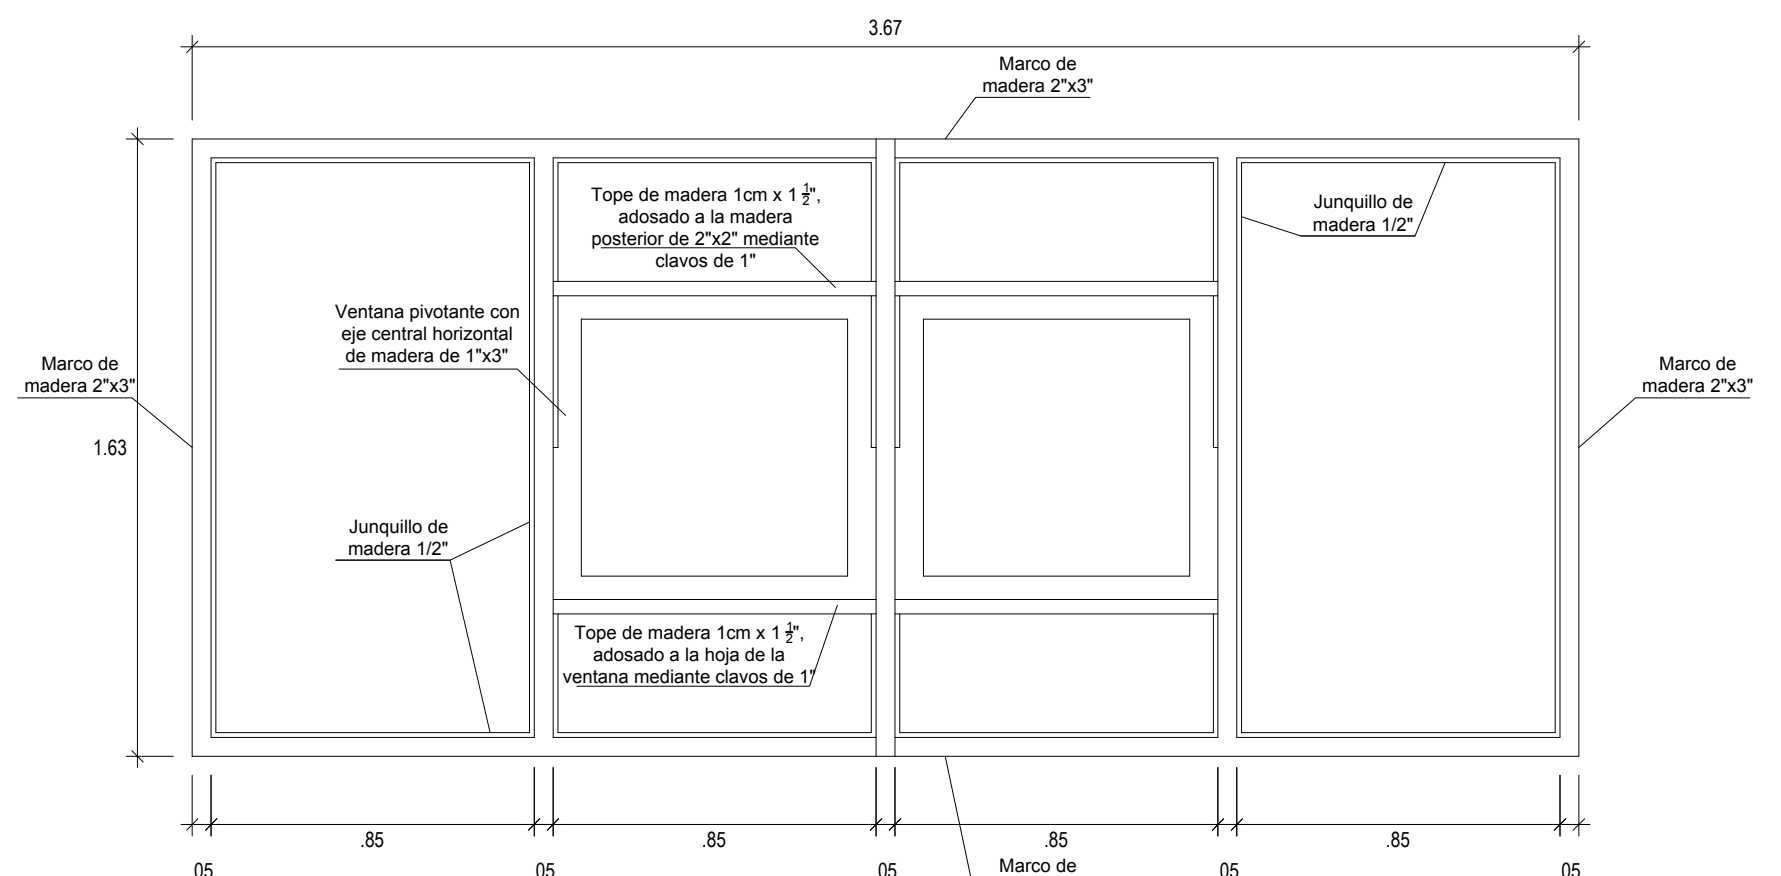 3.67
Marco de
madera 2"x3"
Tope de madera 1cm x 1 1/2",
adosado a la madera
posterior de 2"x2" mediante
clavos de 1"
Junquillo de
madera 1/2"
Ventana pivotante con
eje central horizontal
de madera de 1"x3"
Marco de
madera 2"x3"
Marco de
madera 2"x3"
1.63
Junquillo de
madera 1/2"
Tope de madera 1cm x 1 1/2",
adosado a la hoja de la
ventana mediante clavos de 1"
.85
.85
.85
.85
05
05
05
Marco de
05
05